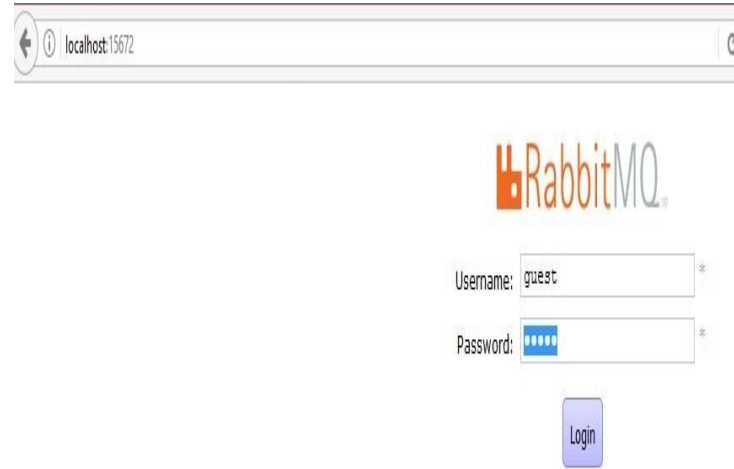 localhost:15672
RabbitMQ
Username: guest *
Password: ••••• *
Login